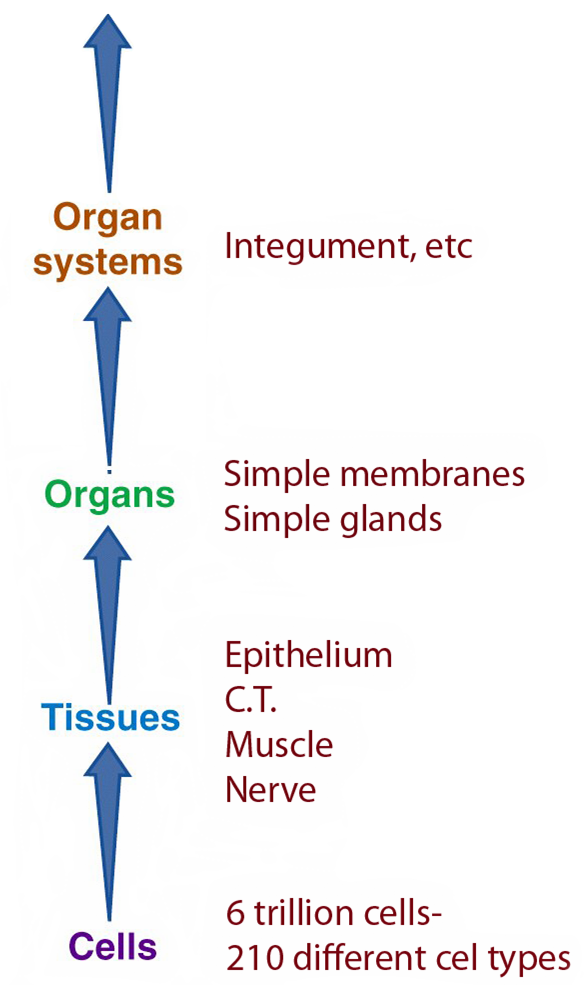 Organ
systems
Integument, etc
Organs
Simple membranes
Simple glands
Tissues
Epithelium
C.T.
Muscle
Nerve
Cells
6 trillion cells-
210 different cel types